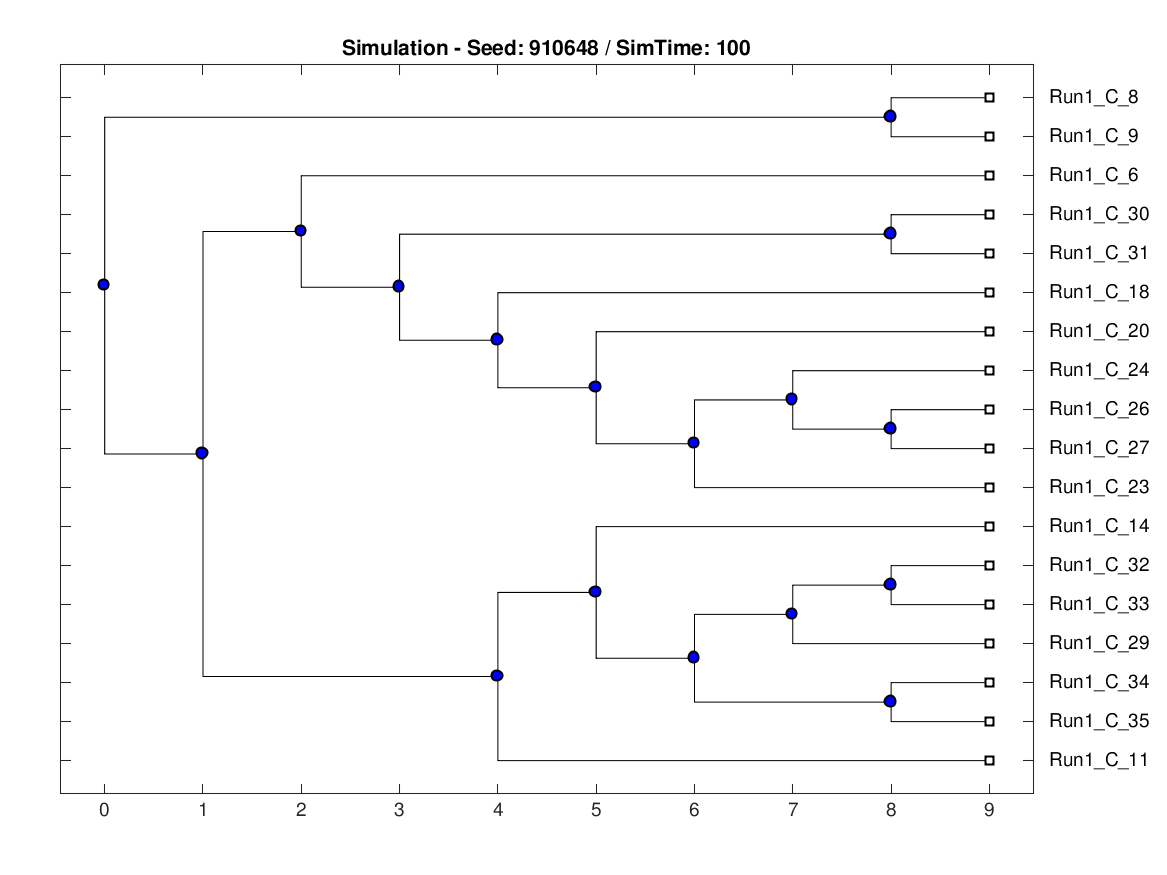 Simulation - Seed: 910648 / SimTime: 100
Run1_C_8
Run1_C_9
Run1_C_6
Run1_C_30
Run1_C_31
Run1_C_18
Run1_C_20
Run1_C_24
Run1_C_26
Run1_C_27
Run1_C_23
Run1_C_14
Run1_C_32
Run1_C_33
Run1_C_29
Run1_C_34
Run1_C_35
Run1_C_11
0 1 2 3 4 5 6 7 8 9